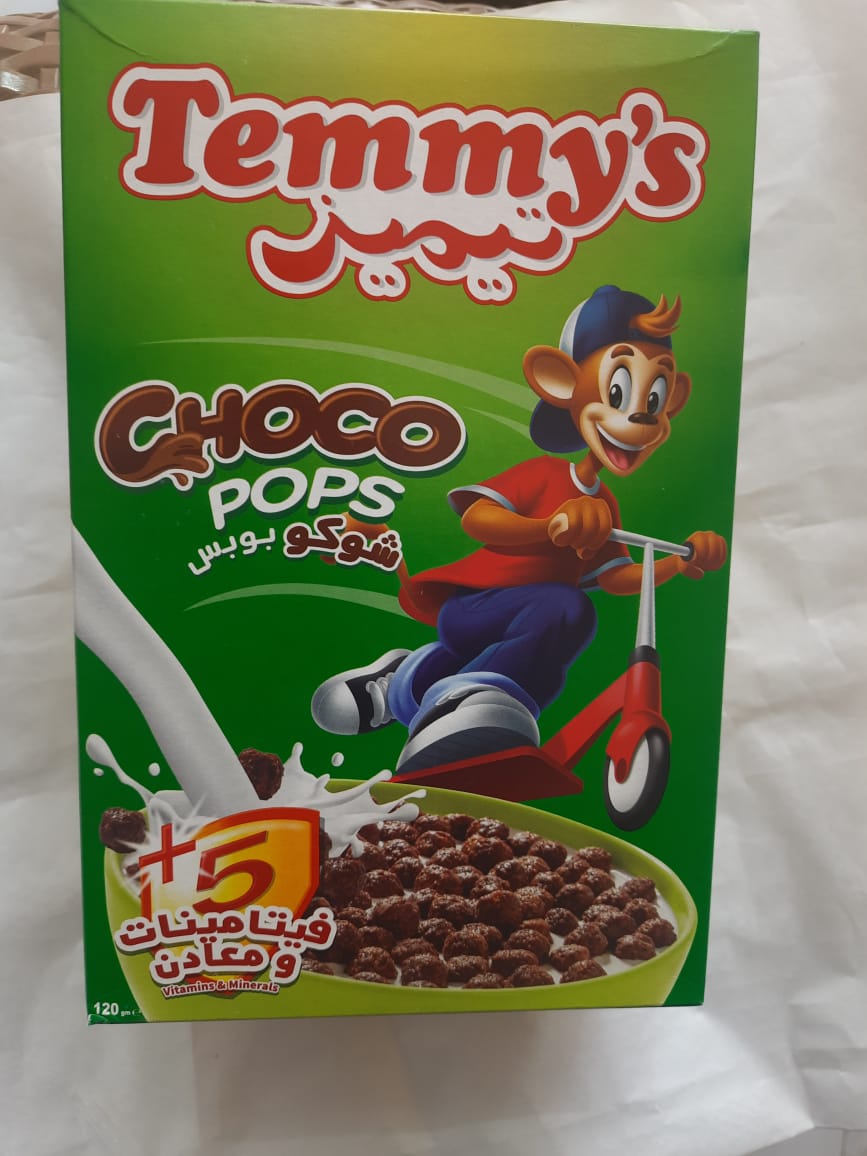 Temmy's
تيميز
CHOCO
POPS
شوكو بوبس
+5
فيتامينات
و معادن
Vitamins & Minerals
120 gm e